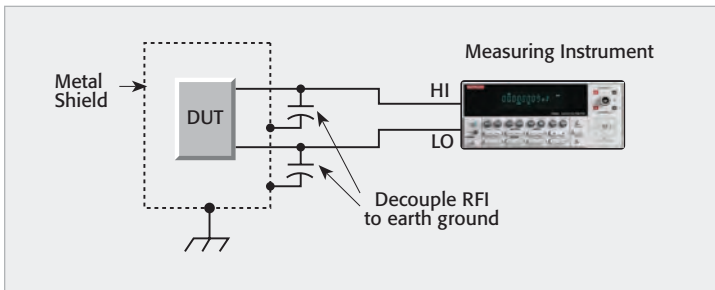 Measuring Instrument
Metal
Shield
HI
DUT
LO
Decouple RFI
to earth ground